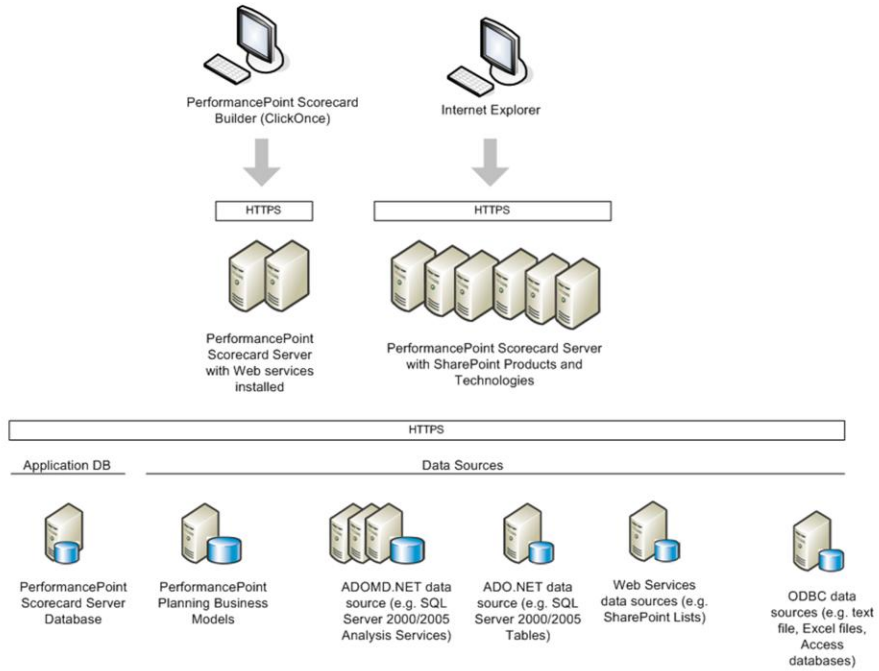 PerformancePoint Scorecard
Builder (ClickOnce)
Internet Explorer
HTTPS
HTTPS
PerformancePoint
Scorecard Server
with Web services
installed
PerformancePoint Scorecard Server
with SharePoint Products and
Technologies
HTTPS
Application DB
Data Sources
PerformancePoint
Scorecard Server
Database
PerformancePoint
Planning Business
Models
ADOMD.NET data
source (e.g. SQL
Server 2000/2005
Analysis Services)
ADO.NET data
source (e.g. SQL
Server 2000/2005
Tables)
Web Services
data sources (e.g.
SharePoint Lists)
ODBC data
sources (e.g. text
file, Excel files,
Access
databases)